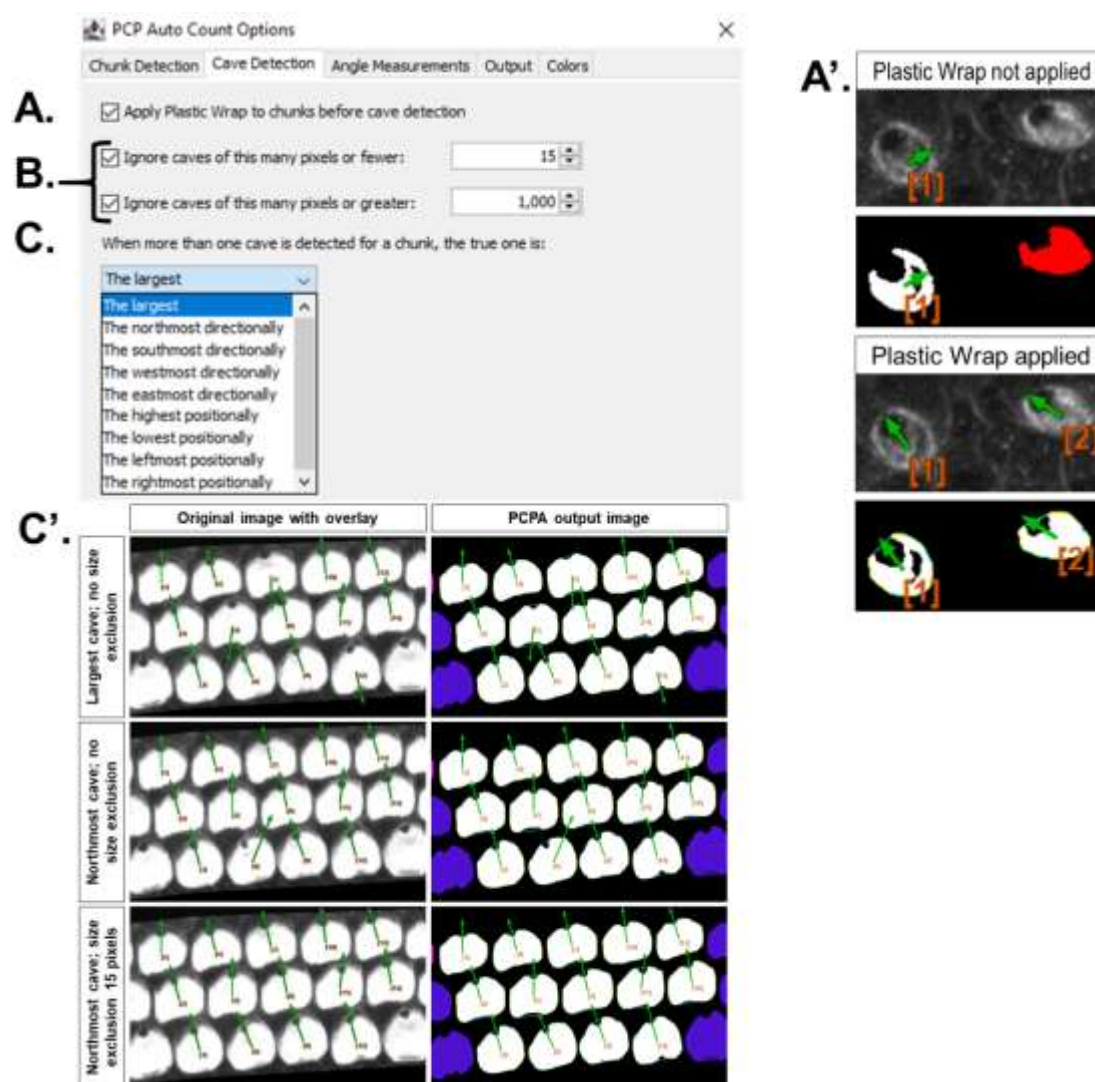 PCP Auto Count Options
Chunk Detection Cave Detection Angle Measurements Output Colors
A. Apply Plastic Wrap to chunks before cave detection
B. Ignore caves of this many pixels or fewer: 15
Ignore caves of this many pixels or greater: 1,000
C. When more than one cave is detected for a chunk, the true one is:
The largest
The largest
The northmost directionally
The southmost directionally
The westmost directionally
The eastmost directionally
The highest positionally
The lowest positionally
The leftmost positionally
The rightmost positionally
A'. Plastic Wrap not applied
[1]
[1]
Plastic Wrap applied
[1] [2]
[1] [2]
C'. Original image with overlay PCPA output image
Largest cave; no size
exclusion
Northmost cave; no
size exclusion
Northmost cave; size
exclusion 15 pixels